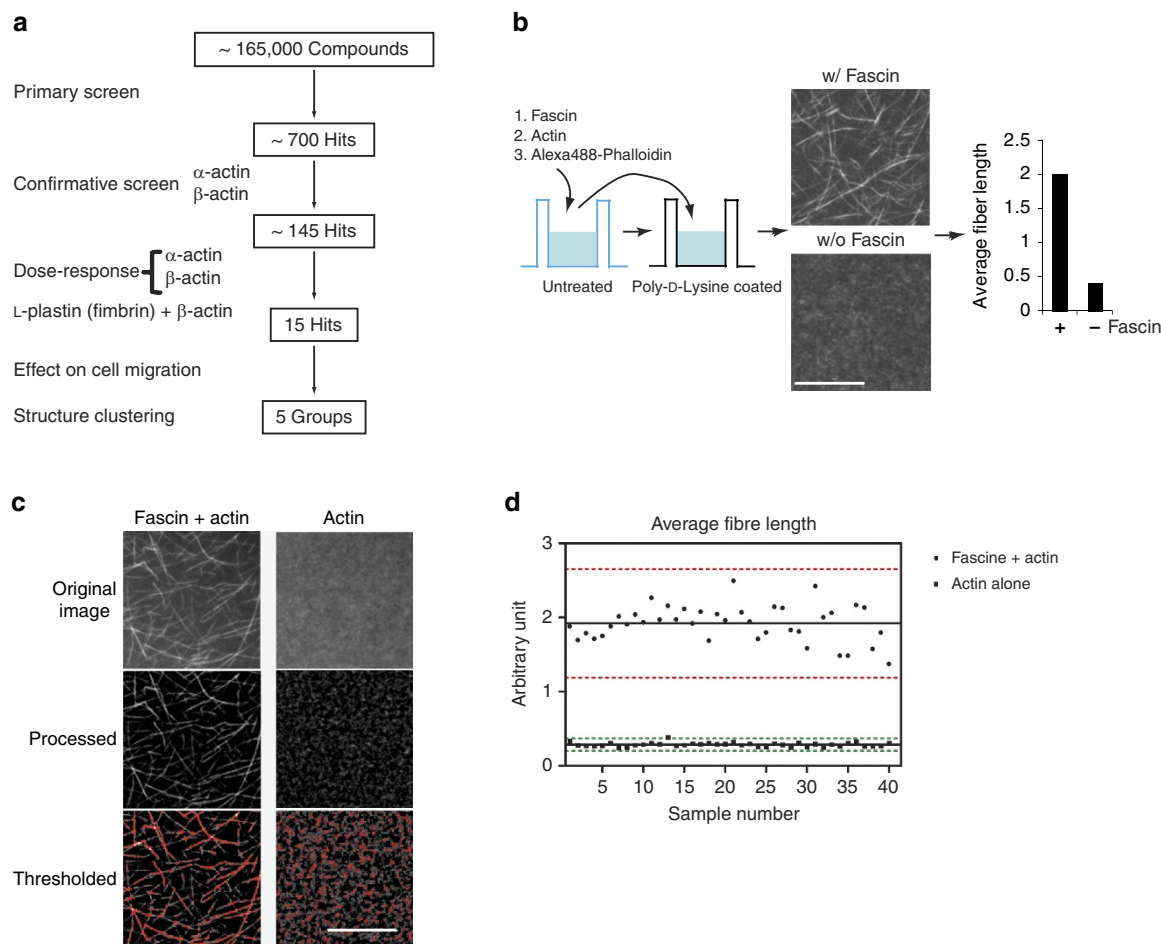 a
~ 165,000 Compounds
Primary screen
~ 700 Hits
Confirmative screen
α-actin
β-actin
~ 145 Hits
Dose-response
α-actin
β-actin
L-plastin (fimbrin) + β-actin
15 Hits
Effect on cell migration
Structure clustering
5 Groups
b
1. Fascin
2. Actin
3. Alexa488-Phalloidin
Untreated
Poly-D-Lysine coated
w/ Fascin
w/o Fascin
Average fiber length
2.5
2
1.5
1
0.5
0
+
–
Fascin
c
Fascin + actin
Actin
Original
image
Processed
Thresholded
d
Average fibre length
Arbitrary unit
3
2
1
0
5
10
15
20
25
30
35
40
Sample number
Fascine + actin
Actin alone